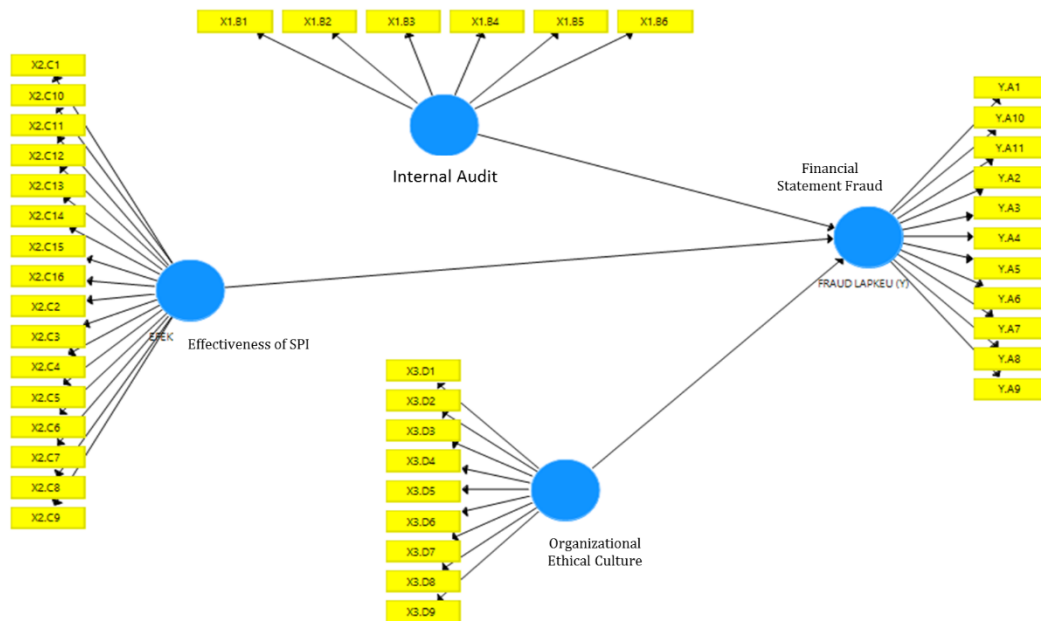 X1.B1
X1.B2
X1.B3
X1.B4
X1.B5
X1.B6
Internal Audit
X2.C1
X2.C10
X2.C11
X2.C12
X2.C13
X2.C14
X2.C15
X2.C16
X2.C2
X2.C3
X2.C4
X2.C5
X2.C6
X2.C7
X2.C8
X2.C9
EFEK
Effectiveness of SPI
Financial
Statement Fraud
FRAUD LAPKEU (Y)
Y.A1
Y.A10
Y.A11
Y.A2
Y.A3
Y.A4
Y.A5
Y.A6
Y.A7
Y.A8
Y.A9
X3.D1
X3.D2
X3.D3
X3.D4
X3.D5
X3.D6
X3.D7
X3.D8
X3.D9
Organizational
Ethical Culture